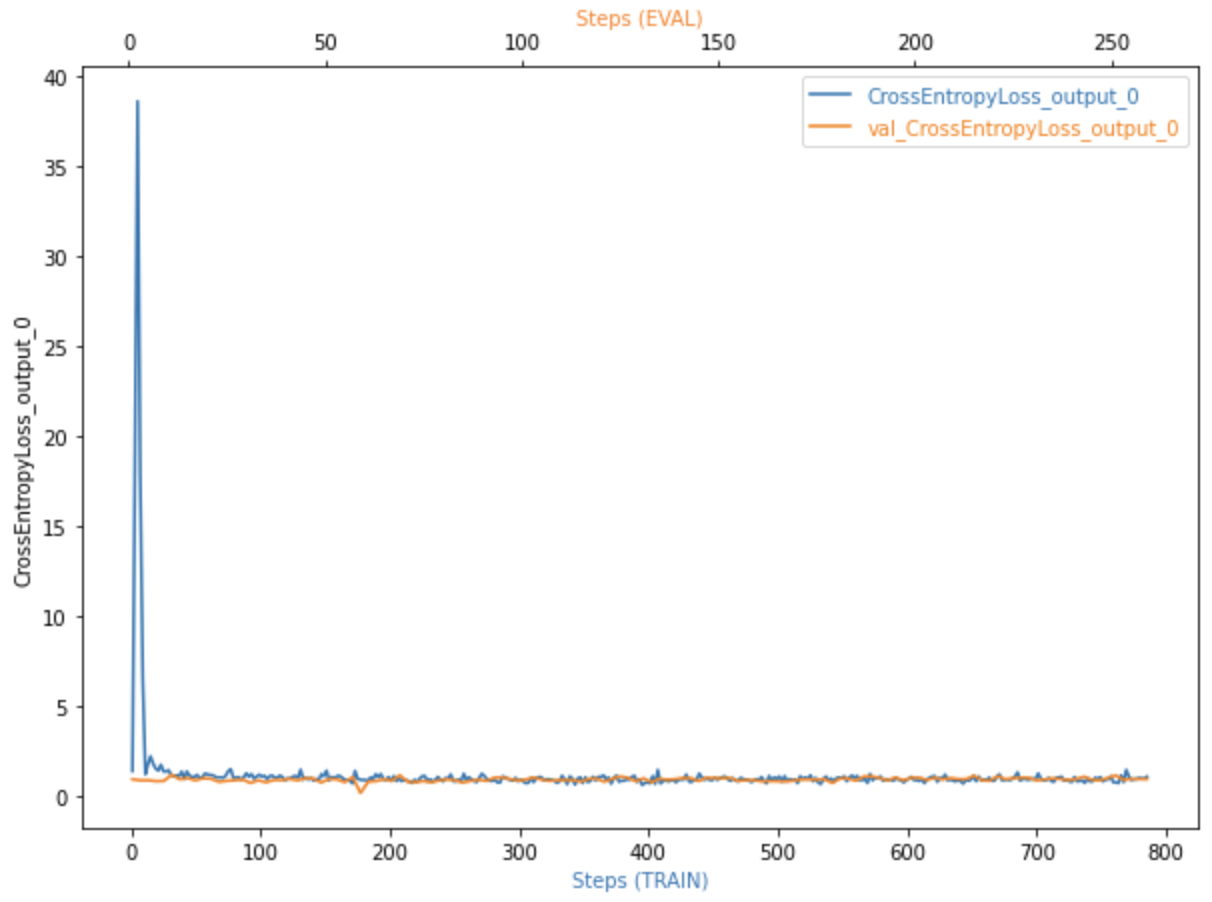 Steps (EVAL)
0 50 100 150 200 250
40
35
30
25
20
15
10
5
0
CrossEntropyLoss_output_0
CrossEntropyLoss_output_0
val_CrossEntropyLoss_output_0
0 100 200 300 400 500 600 700 800
Steps (TRAIN)